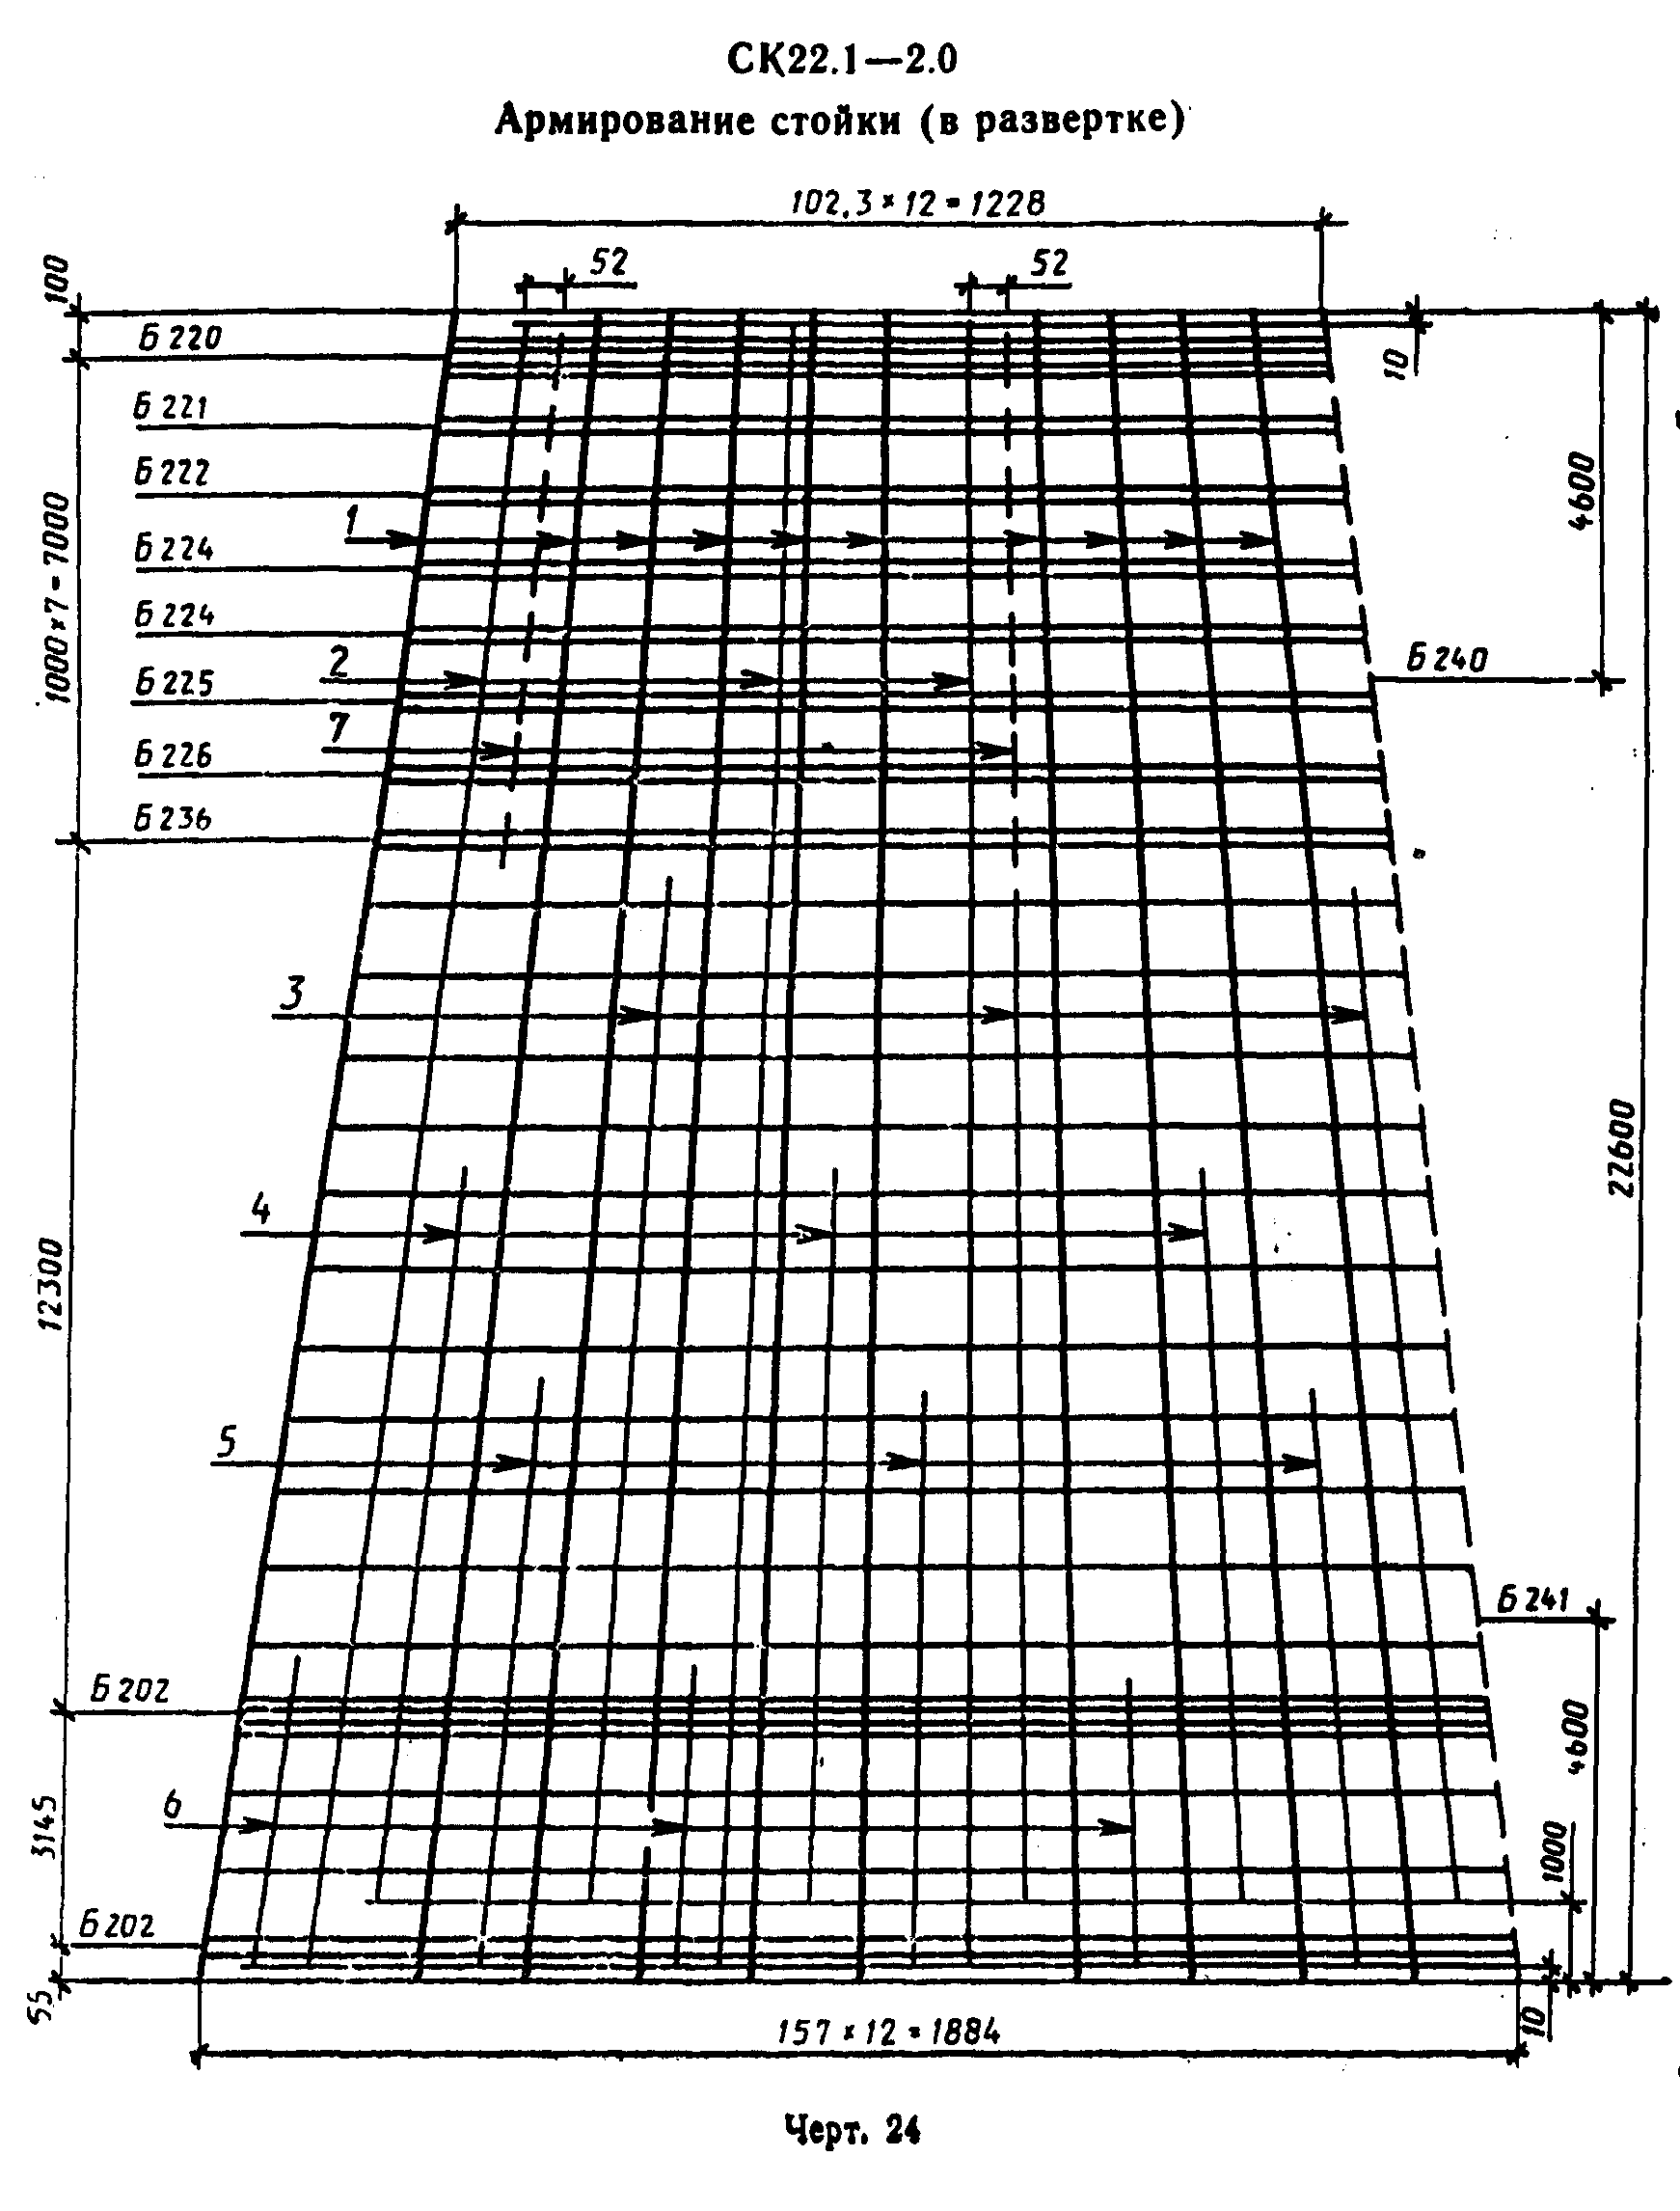 СК22.1—2.0
Армирование стойки (в развертке)
102,3 × 12 = 1228
52
52
100
Б 220
10
Б 221
Б 222
4600
1
1000 × 7 = 7000
Б 224
Б 224
2
Б 240
Б 225
7
Б 226
Б 236
3
22600
4
12300
5
Б 241
Б 202
4600
6
3145
1000
Б 202
55
10
157 × 12 = 1884
Черт. 24